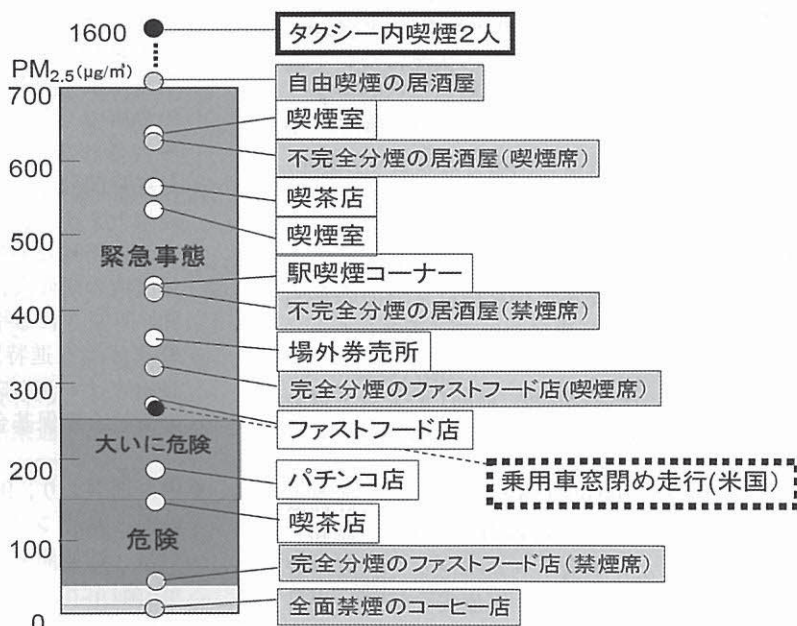 1600
タクシー内喫煙2人
PM2.5(μg/㎥)
自由喫煙の居酒屋
700
喫煙室
600
不完全分煙の居酒屋(喫煙席)
喫茶店
500
喫煙室
緊急事態
駅喫煙コーナー
400
不完全分煙の居酒屋(禁煙席)
場外券売所
300
完全分煙のファストフード店(喫煙席)
ファストフード店
大いに危険
200
パチンコ店
乗用車窓閉め走行(米国)
喫茶店
危険
100
完全分煙のファストフード店(禁煙席)
全面禁煙のコーヒー店
0